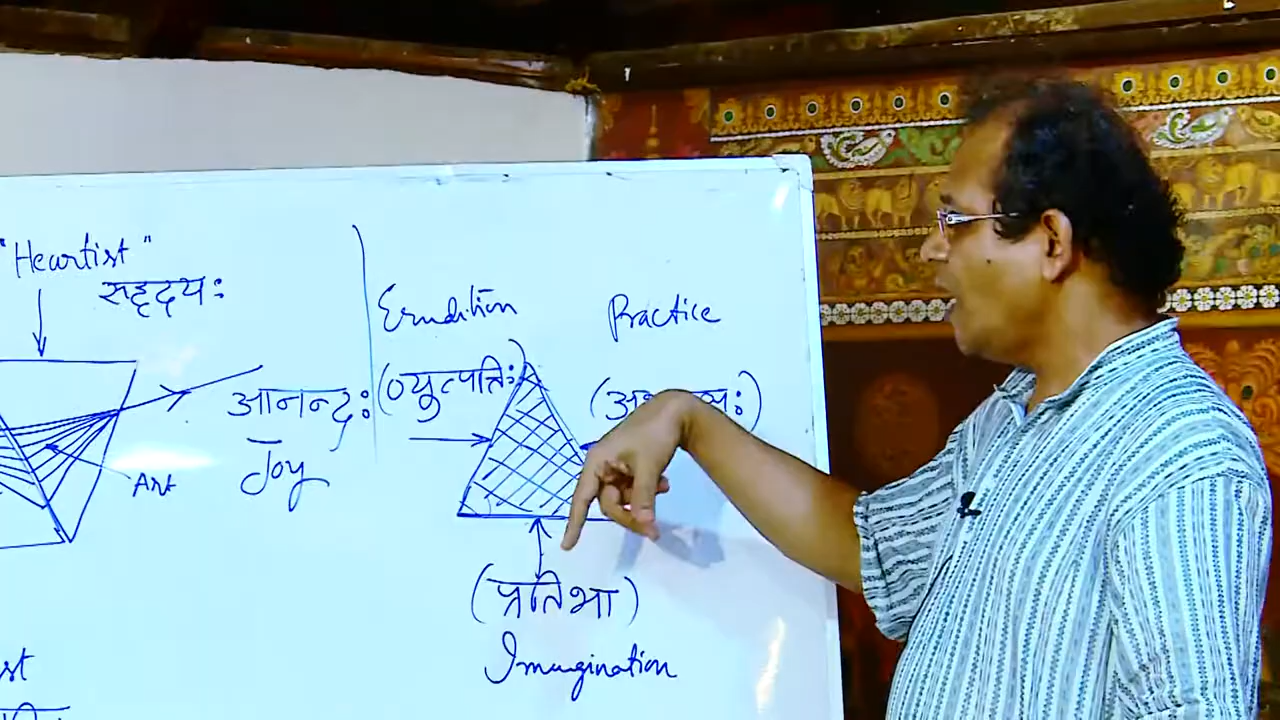 "Heartist"
सहृदयः
आनन्दः
Joy
Art
Erudition
(व्युत्पत्तिः)
Practice
(प्रतिभा)
Imagination